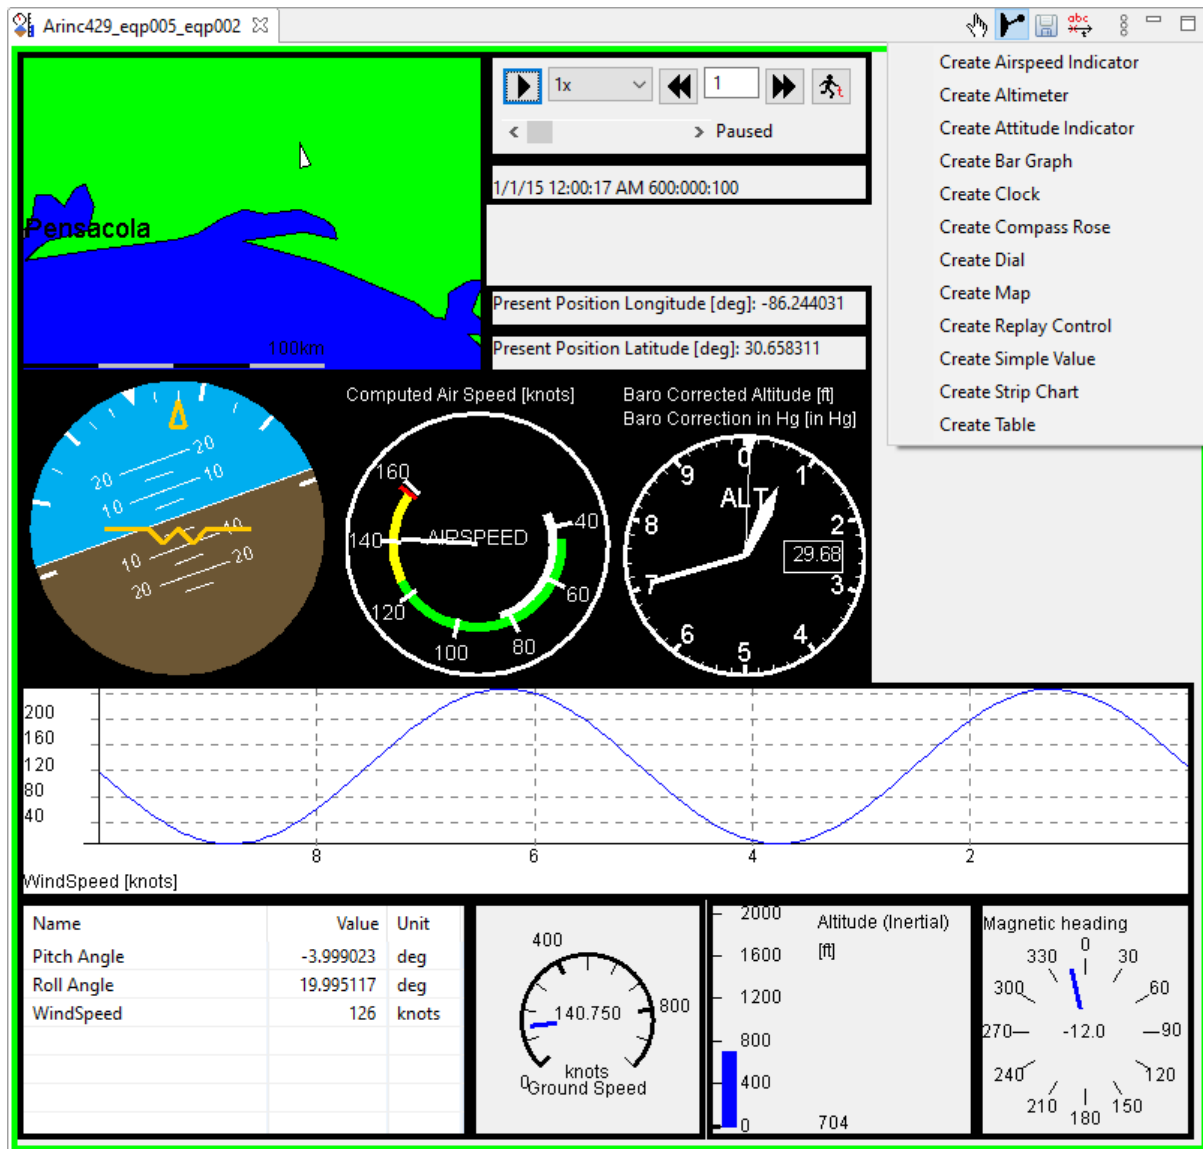 Arinc429_eqp005_eqp002
abc
Create Airspeed Indicator
Create Altimeter
Create Attitude Indicator
Create Bar Graph
Create Clock
Create Compass Rose
Create Dial
Create Map
Create Replay Control
Create Simple Value
Create Strip Chart
Create Table
Pensacola
100km
1x
1
t
Paused
1/1/15 12:00:17 AM 600:000:100
Present Position Longitude [deg]: -86.244031
Present Position Latitude [deg]: 30.658311
20
20
10
10
10
10
20
20
Computed Air Speed [knots]
160
140
AIRSPEED
40
60
120
100
80
Baro Corrected Altitude [ft]
Baro Correction in Hg [in Hg]
0
9
1
ALT
8
2
29.68
7
3
6
4
5
200
160
120
80
40
8
6
4
2
WindSpeed [knots]
Name Value Unit
Pitch Angle -3.999023 deg
Roll Angle 19.995117 deg
WindSpeed 126 knots
400
140.750
800
0
knots
Ground Speed
2000
1600
1200
800
400
0
Altitude (Inertial)
[ft]
704
Magnetic heading
0
330
30
300
60
270
-12.0
90
240
120
210
150
180